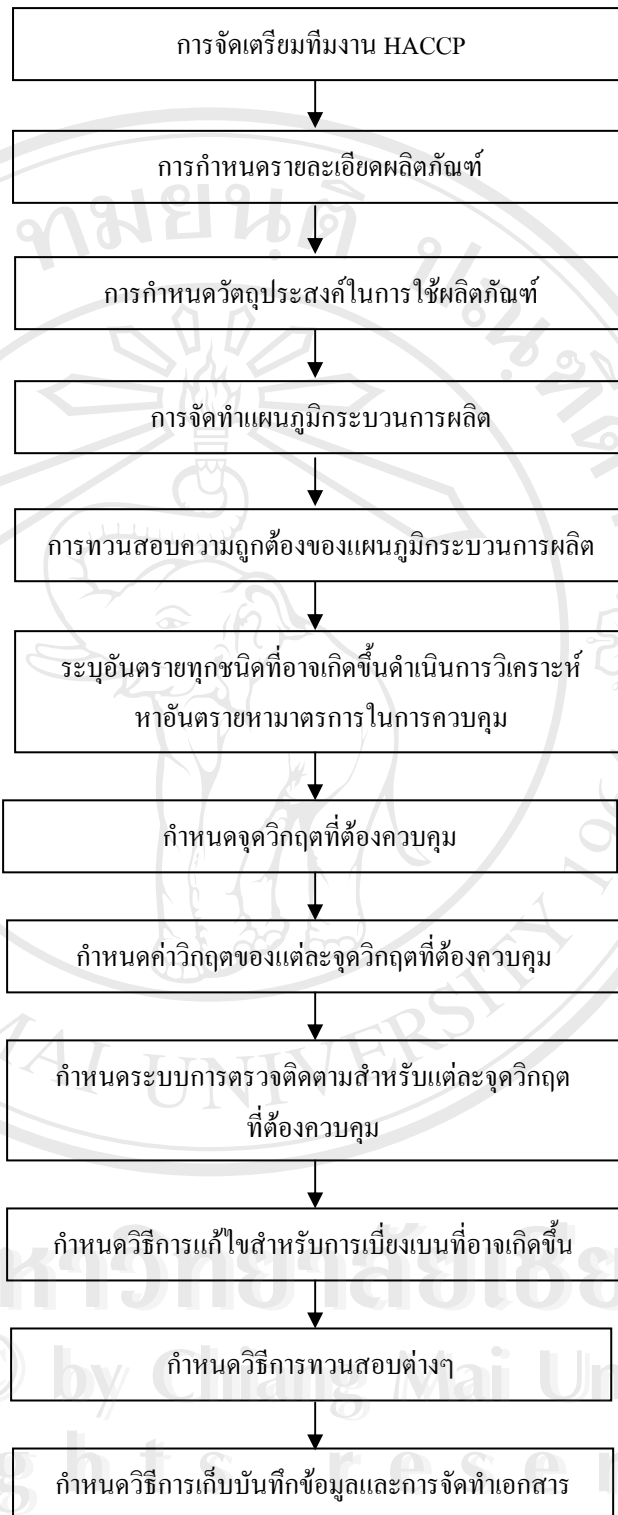 การจัดเตรียมทีมงาน HACCP
การกำหนดรายละเอียดผลิตภัณฑ์
การกำหนดวัตถุประสงค์ในการใช้ผลิตภัณฑ์
การจัดทำแผนภูมิกระบวนการผลิต
การทวนสอบความถูกต้องของแผนภูมิกระบวนการผลิต
ระบุอันตรายทุกชนิดที่อาจเกิดขึ้นดำเนินการวิเคราะห์
หาอันตรายหามาตรการในการควบคุม
กำหนดจุดวิกฤตที่ต้องควบคุม
กำหนดค่าวิกฤตของแต่ละจุดวิกฤตที่ต้องควบคุม
กำหนดระบบการตรวจติดตามสำหรับแต่ละจุดวิกฤต
ที่ต้องควบคุม
MAI UNIVERSITY 196
กำหนดวิธีการแก้ไขสำหรับการเบี่ยงเบนที่อาจเกิดขึ้น
กำหนดวิธีการทวนสอบต่างๆ
by Chiang Mai Un
กำหนดวิธีการเก็บบันทึกข้อมูลและการจัดทำเอกสาร